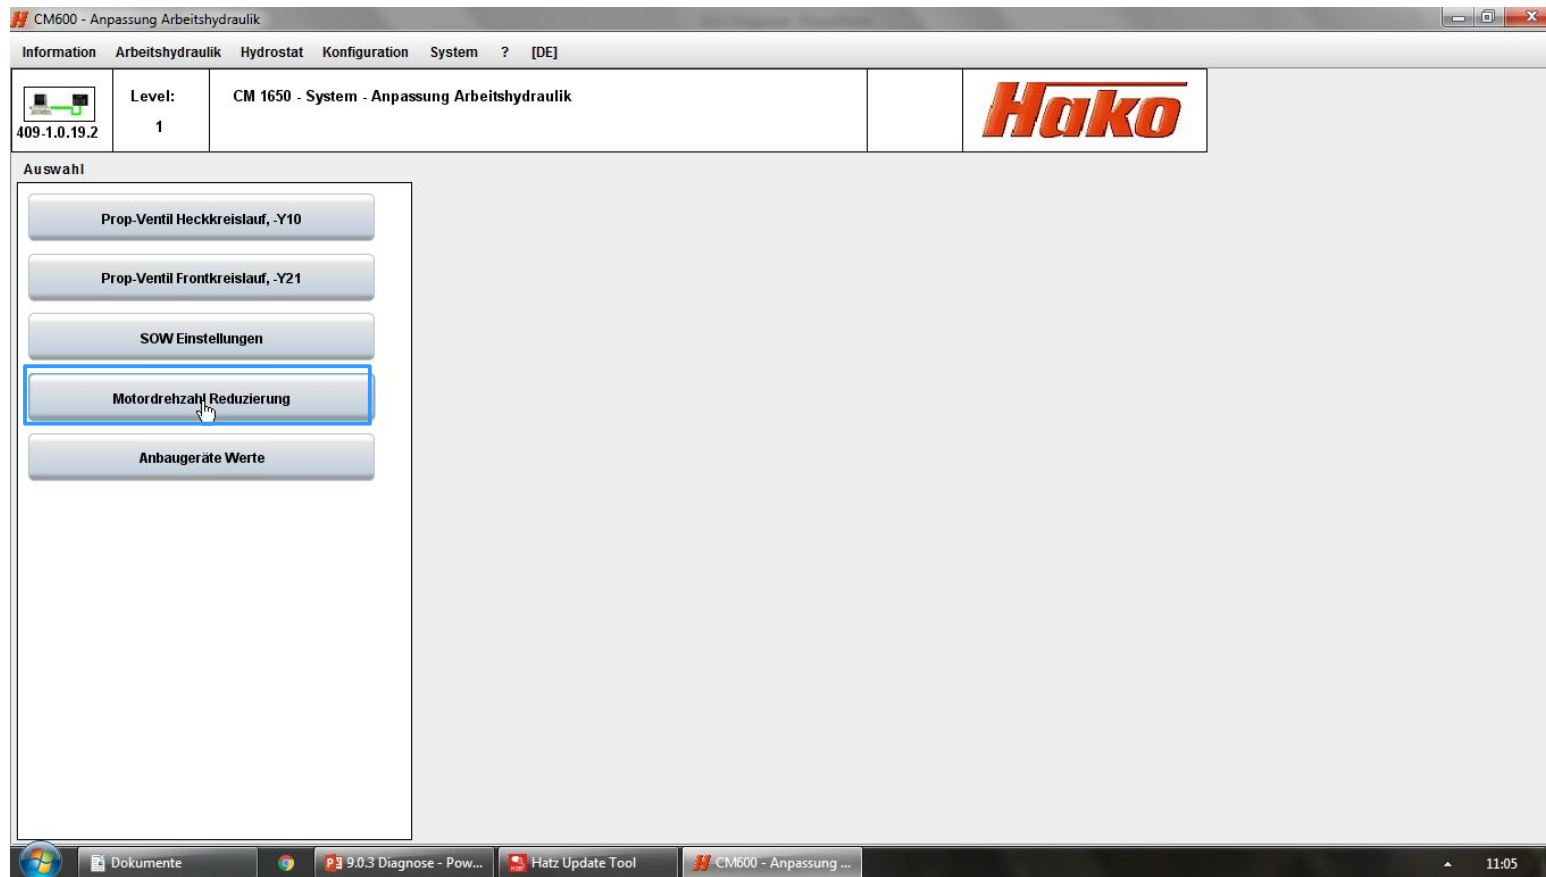 CM600 - Anpassung Arbeitshydraulik
Information Arbeitshydraulik Hydrostat Konfiguration System ? [DE]
409-1.0.19.2
Level:
1
CM 1650 - System - Anpassung Arbeitshydraulik
Hako
Auswahl
Prop-Ventil Heckkreislauf, -Y10
Prop-Ventil Frontkreislauf, -Y21
SOW Einstellungen
Motordrehzahl Reduzierung
Anbaugeräte Werte
Dokumente
9.0.3 Diagnose - Pow...
Hatz Update Tool
CM600 - Anpassung ...
11:05